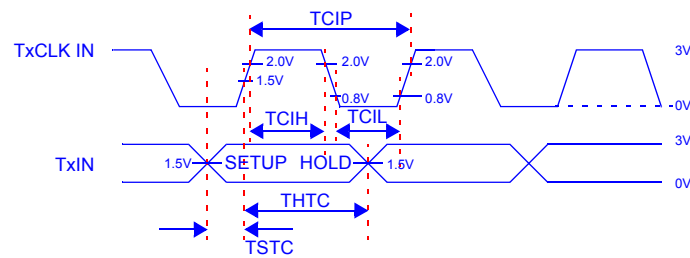 TCIP
TxCLK IN
3V
2.0V 2.0V 2.0V
1.5V
0.8V 0.8V
0V
TCIH TCIL
3V
TxIN 1.5V SETUP HOLD 1.5V
0V
THTC
TSTC